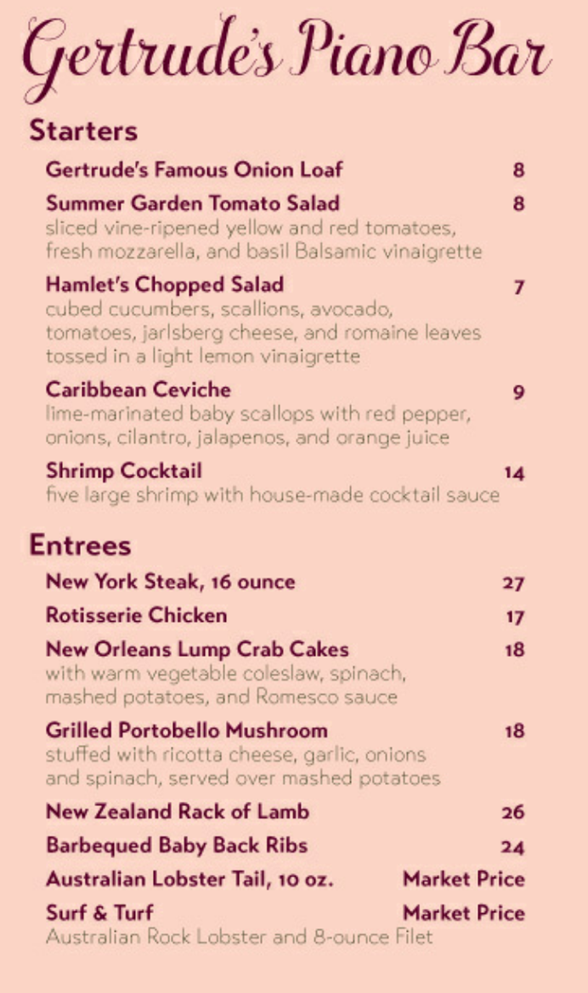 Gertrude's Piano Bar
Starters
Gertrude's Famous Onion Loaf 8
Summer Garden Tomato Salad 8
sliced vine-ripened yellow and red tomatoes,
fresh mozzarella, and basil Balsamic vinaigrette
Hamlet's Chopped Salad 7
cubed cucumbers, scallions, avocado,
tomatoes, jarlsberg cheese, and romaine leaves
tossed in a light lemon vinaigrette
Caribbean Ceviche 9
lime-marinated baby scallops with red pepper,
onions, cilantro, jalapenos, and orange juice
Shrimp Cocktail 14
five large shrimp with house-made cocktail sauce
Entrees
New York Steak, 16 ounce 27
Rotisserie Chicken 17
New Orleans Lump Crab Cakes 18
with warm vegetable coleslaw, spinach,
mashed potatoes, and Romesco sauce
Grilled Portobello Mushroom 18
stuffed with ricotta cheese, garlic, onions
and spinach, served over mashed potatoes
New Zealand Rack of Lamb 26
Barbequed Baby Back Ribs 24
Australian Lobster Tail, 10 oz. Market Price
Surf & Turf Market Price
Australian Rock Lobster and 8-ounce Filet